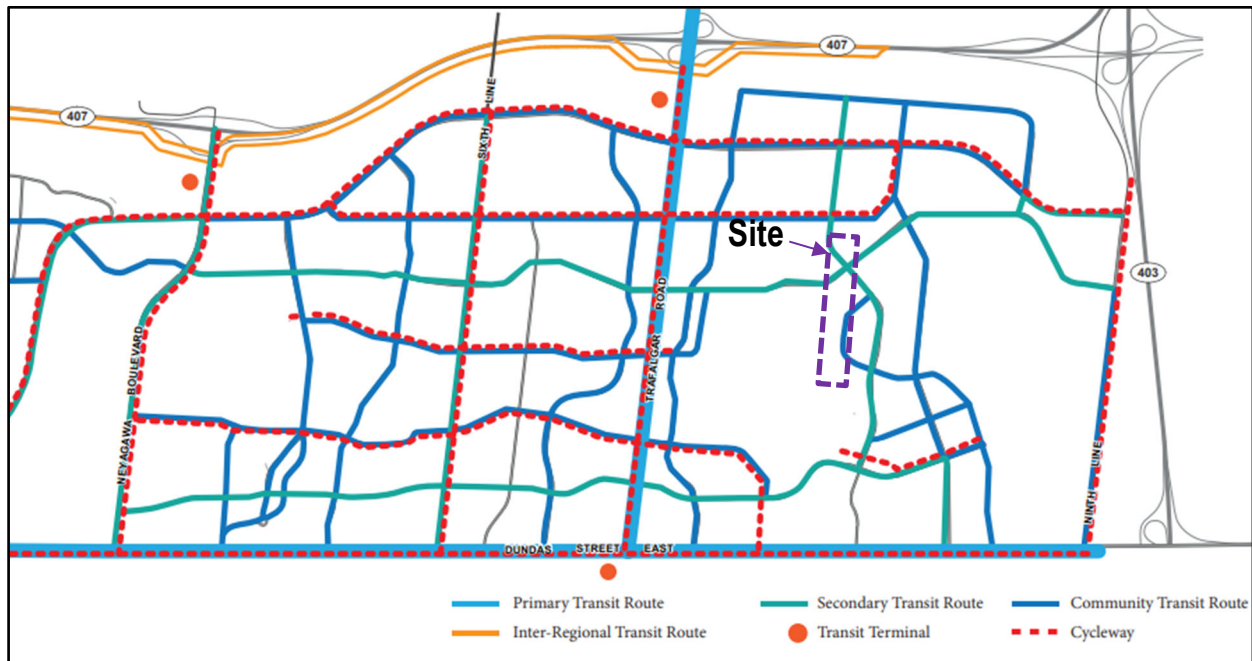 407
407
SIXTH LINE
Site
403
TRAFALGAR ROAD
NEYAGAWA BOULEVARD
NINTH LINE
DUNDAS STREET EAST
Primary Transit Route
Secondary Transit Route
Community Transit Route
Inter-Regional Transit Route
Transit Terminal
Cycleway